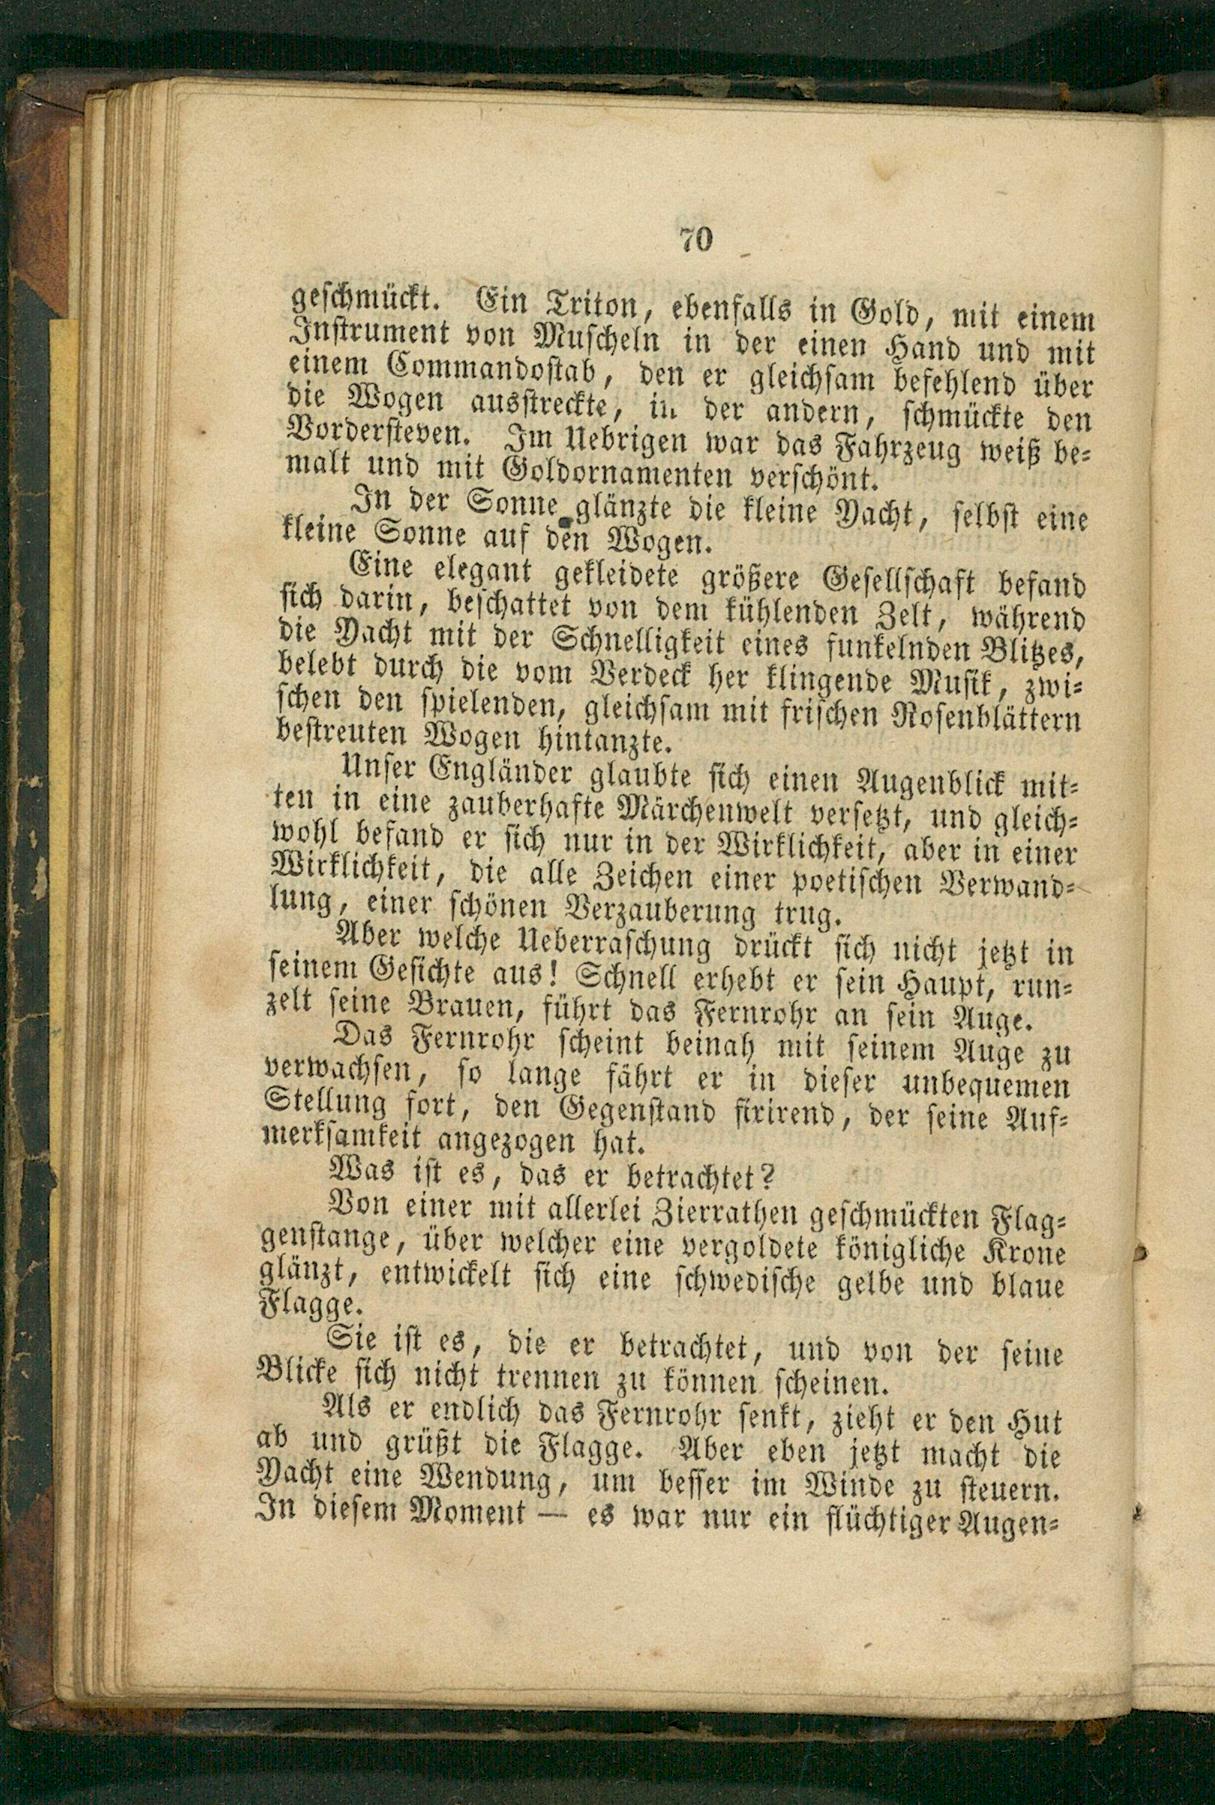 70
geschmückt. Ein Triton, ebenfalls in Gold, mit einem
Instrument von Muscheln in der einen Hand und mit
einem Commandostab, den er gleichsam befehlend über
die Wogen ausstreckte, in der andern, schmückte den
Vordersteven. Im Uebrigen war das Fahrzeug weiß be-
malt und mit Goldornamenten verschönt.
In der Sonne glänzte die kleine Yacht, selbst eine
kleine Sonne auf den Wogen.
Eine elegant gekleidete größere Gesellschaft befand
sich darin, beschattet von dem kühlenden Zelt, während
die Yacht mit der Schnelligkeit eines funkelnden Blitzes,
belebt durch die vom Verdeck her klingende Musik, zwi-
schen den spielenden, gleichsam mit frischen Rosenblättern
bestreuten Wogen hintanzte.
Unser Engländer glaubte sich einen Augenblick mit-
ten in eine zauberhafte Märchenwelt versetzt, und gleich-
wohl befand er sich nur in der Wirklichkeit, aber in einer
Wirklichkeit, die alle Zeichen einer poetischen Verwand-
lung, einer schönen Verzauberung trug.
Aber welche Ueberraschung drückt sich nicht jetzt in
seinem Gesichte aus! Schnell erhebt er sein Haupt, run-
zelt seine Brauen, führt das Fernrohr an sein Auge.
Das Fernrohr scheint beinah mit seinem Auge zu
verwachsen, so lange fährt er in dieser unbequemen
Stellung fort, den Gegenstand fixirend, der seine Auf-
merksamkeit angezogen hat.
Was ist es, das er betrachtet?
Von einer mit allerlei Zierrathen geschmückten Flag-
genstange, über welcher eine vergoldete königliche Krone
glänzt, entwickelt sich eine schwedische gelbe und blaue
Flagge.
Sie ist es, die er betrachtet, und von der seine
Blicke sich nicht trennen zu können scheinen.
Als er endlich das Fernrohr senkt, zieht er den Hut
ab und grüßt die Flagge. Aber eben jetzt macht die
Yacht eine Wendung, um besser im Winde zu steuern.
In diesem Moment — es war nur ein flüchtiger Augen-